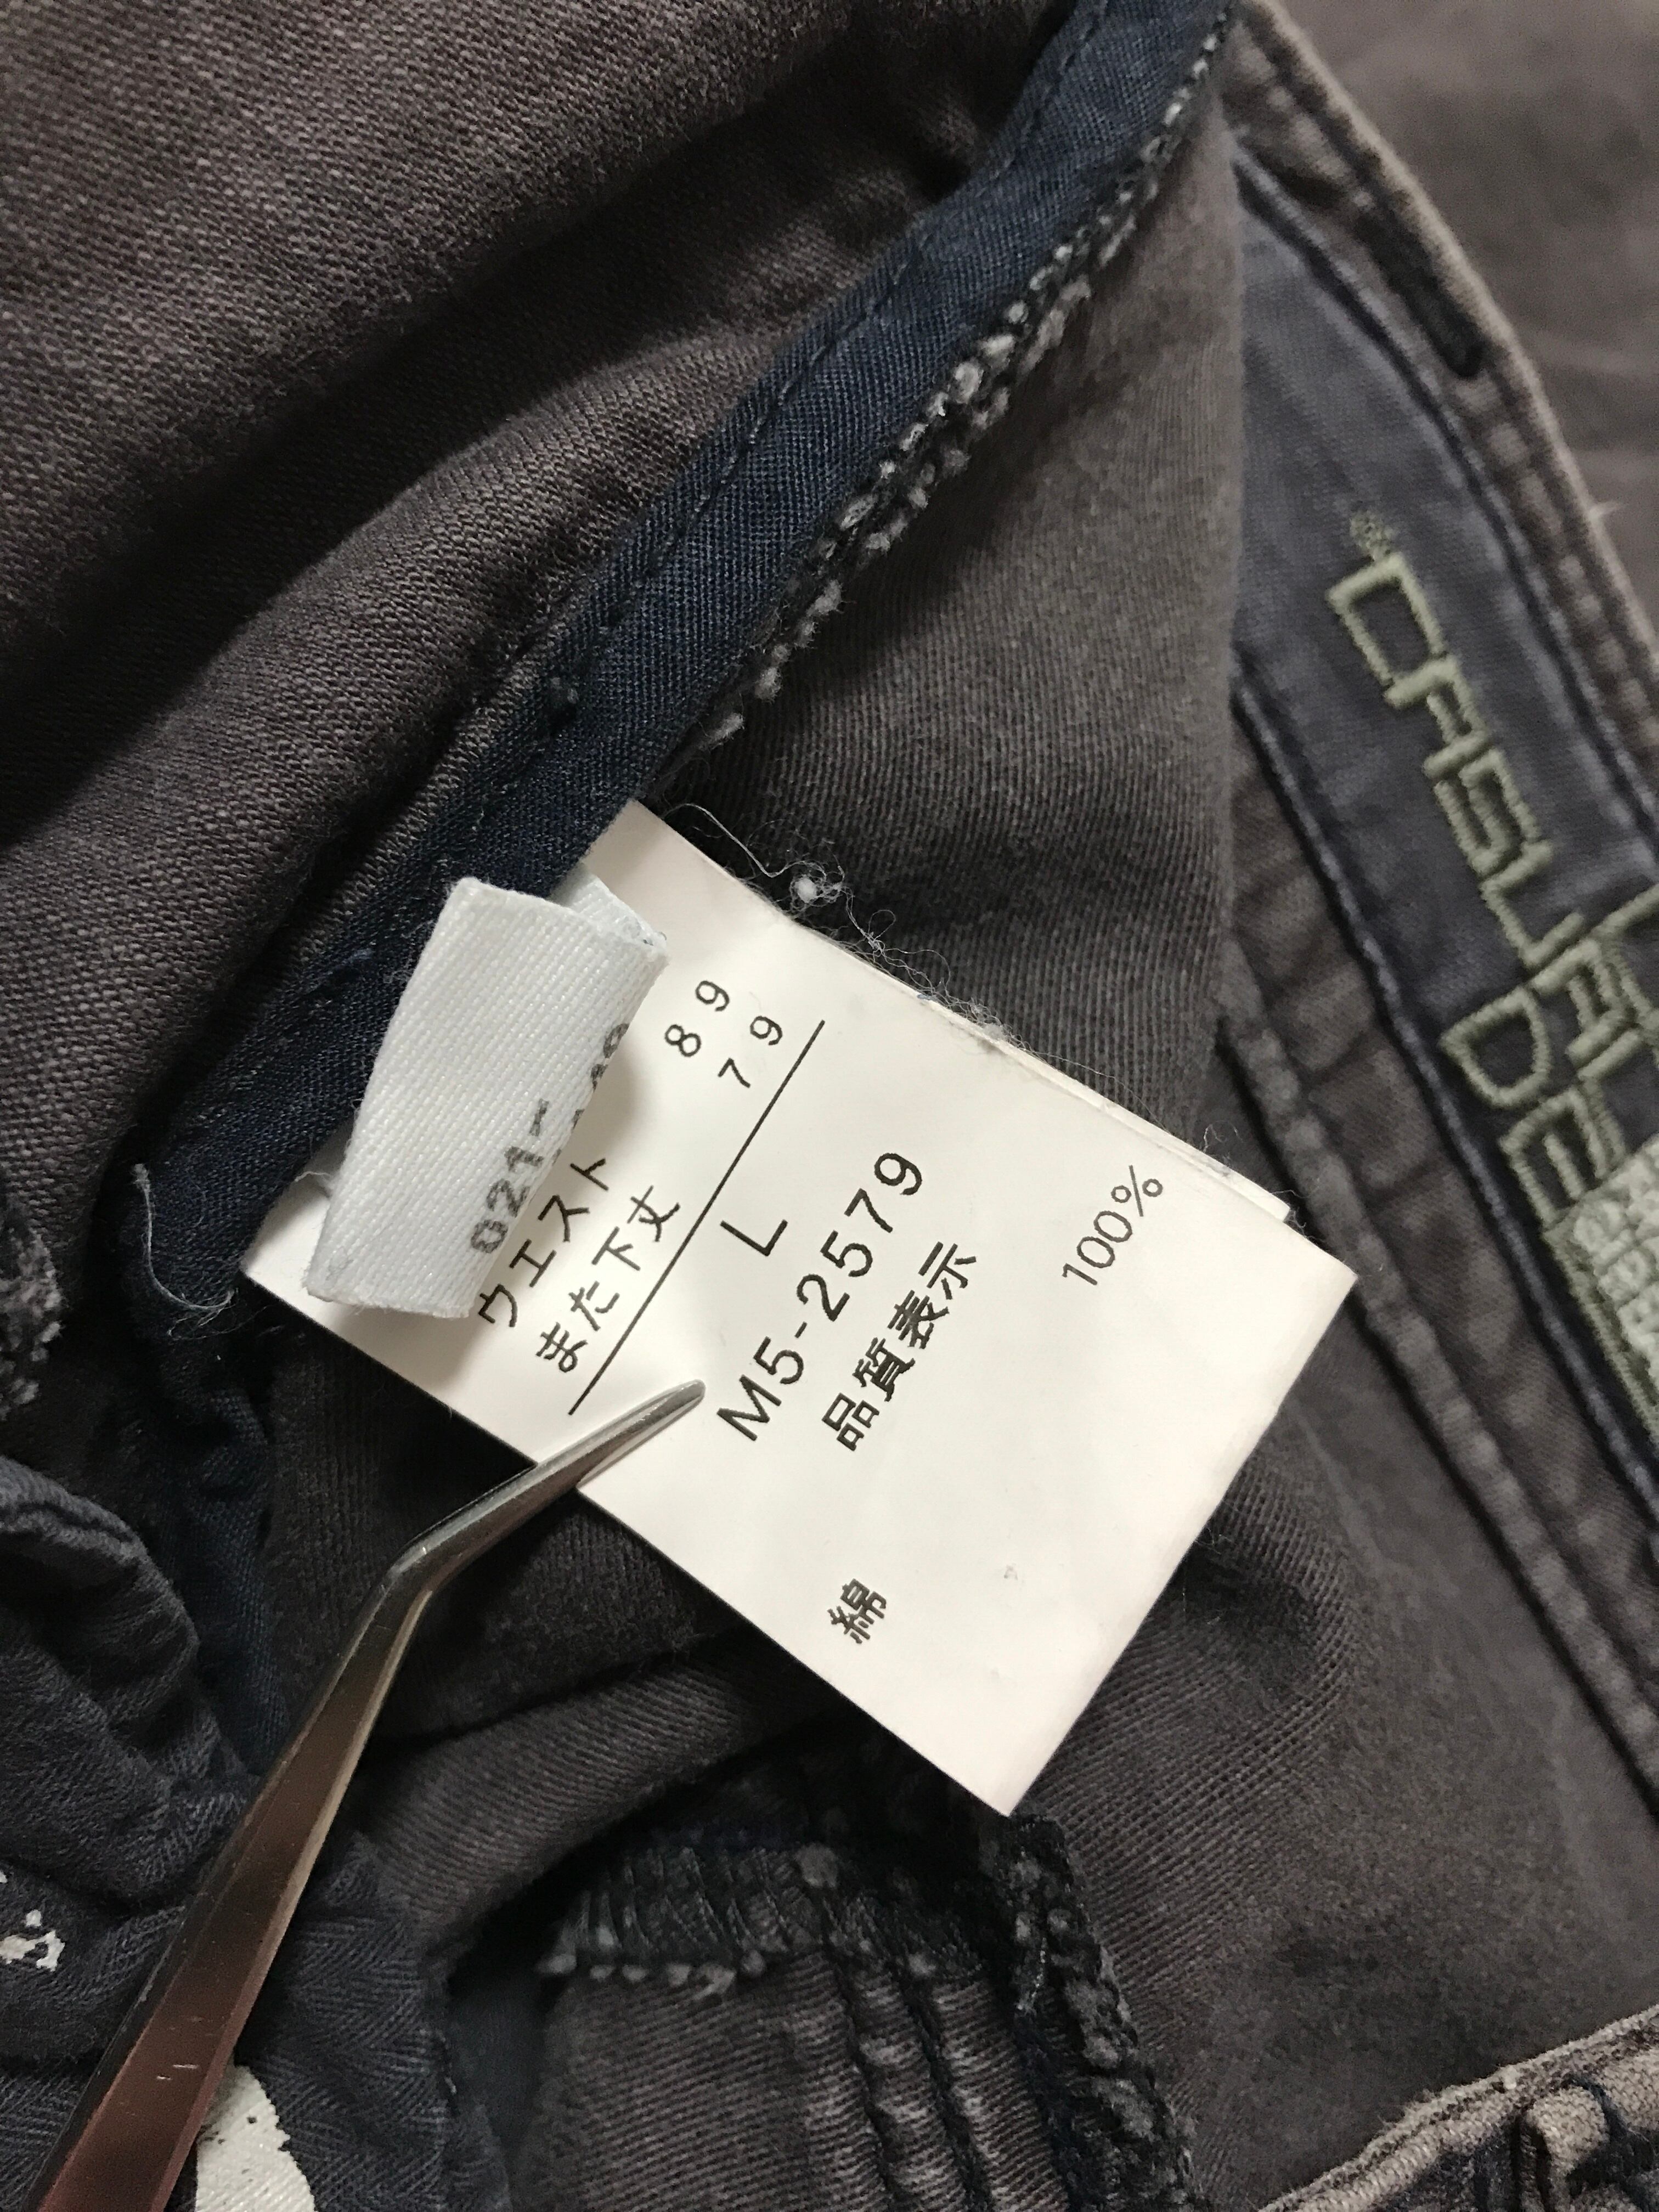 ウエスト 89
また下丈 79
L
M5-2579
品質表示
綿 100%
021-
CASUAL
DE